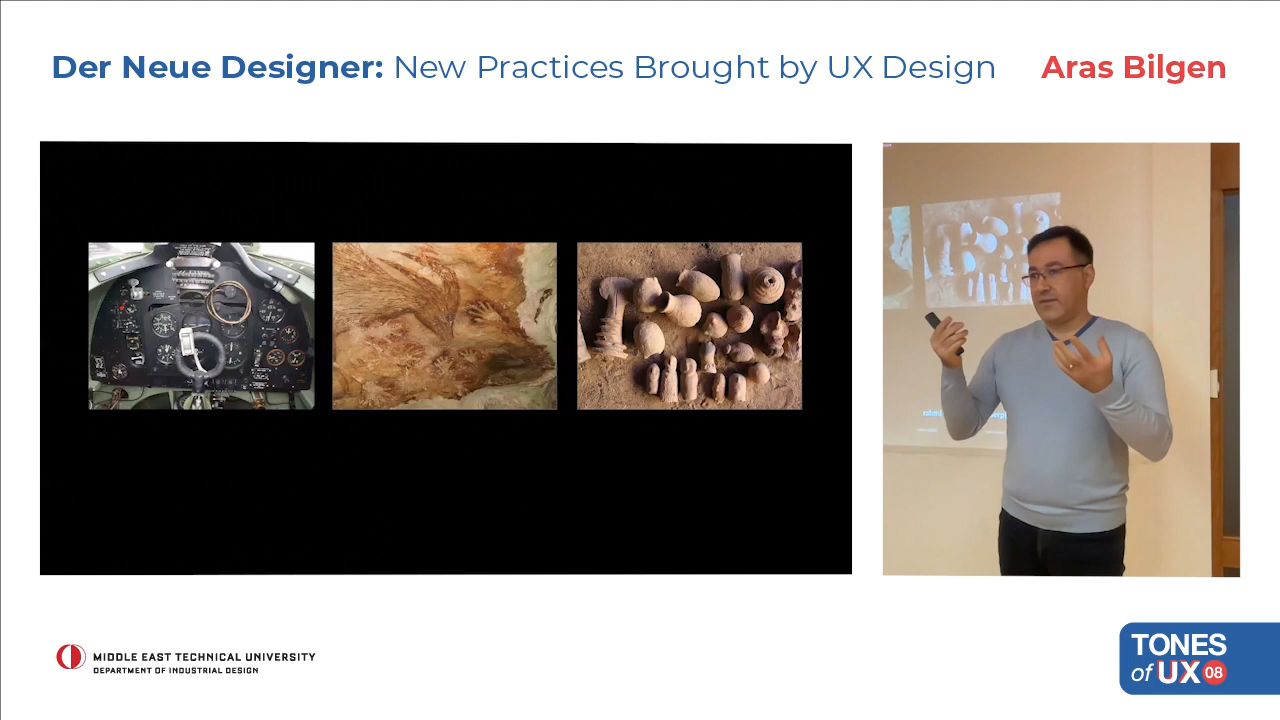 Der Neue Designer: New Practices Brought by UX Design Aras Bilgen
MIDDLE EAST TECHNICAL UNIVERSITY
DEPARTMENT OF INDUSTRIAL DESIGN
TONES
of UX 08